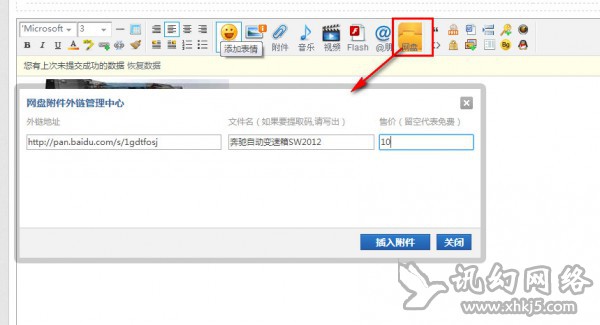 'Microsoft
3
添加表情
附件
音乐
视频
Flash
@朋
网盘
您有上次未提交成功的数据 恢复数据
网盘附件外链管理中心
外链地址 文件名（如果要提取码,请写出） 售价（留空代表免费）
http://pan.baidu.com/s/1gdtfosj 奔驰自动变速箱SW2012 10
插入附件 关闭
讯幻网络
www.xhkj5.com